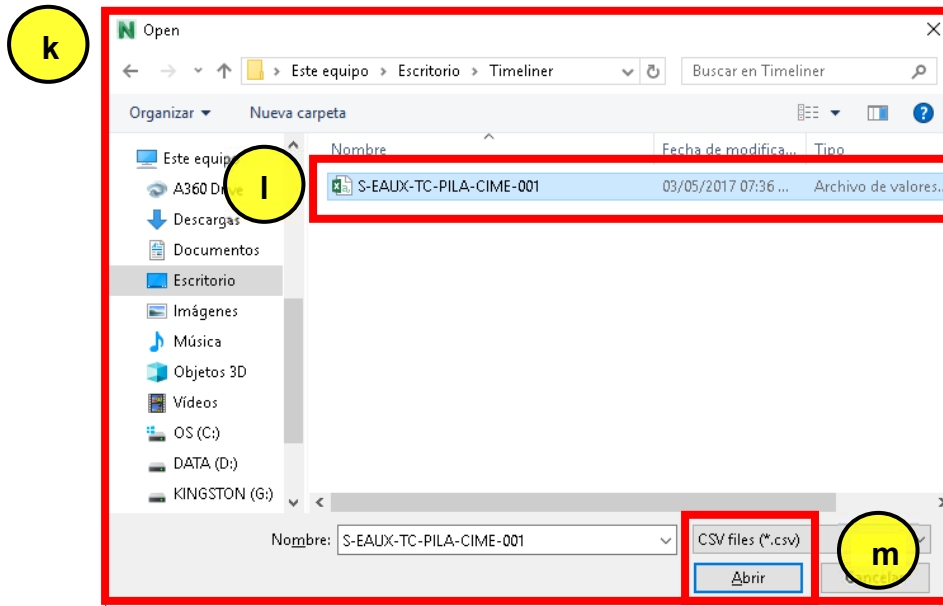 k
Open
Este equipo > Escritorio > Timeliner
Buscar en Timeliner
Organizar
Nueva carpeta
Nombre
Fecha de modifica...
Tipo
Este equip
l
S-EAUX-TC-PILA-CIME-001
03/05/2017 07:36 ...
Archivo de valores..
A360 D
Descargas
Documentos
Escritorio
Imágenes
Música
Objetos 3D
Vídeos
OS (C:)
DATA (D:)
KINGSTON (G:)
Nombre: S-EAUX-TC-PILA-CIME-001
CSV files (*.csv)
m
Abrir
Cancelar